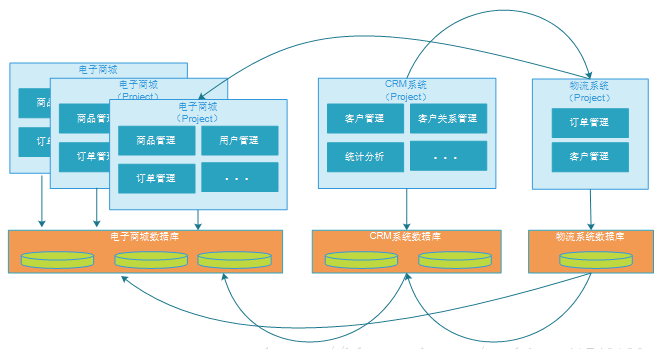 电子商城
商品
订单
电子商城
（Project）
商品管理
订单管理
电子商城
（Project）
商品管理
用户管理
订单管理
...
CRM系统
（Project）
客户管理
客户关系管理
统计分析
...
物流系统
（Project）
订单管理
客户管理
电子商城数据库
CRM系统数据库
物流系统数据库